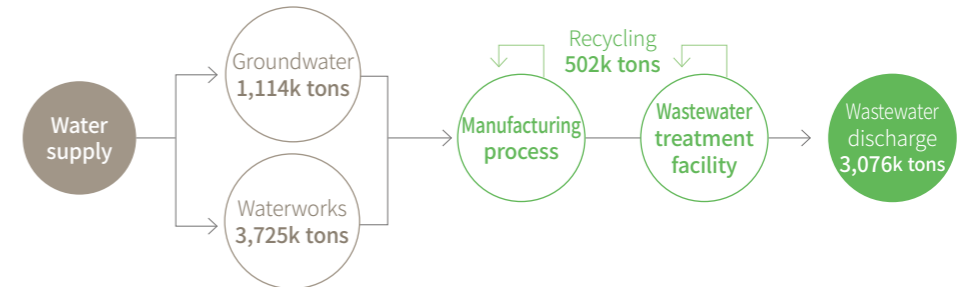 Water
supply
Groundwater
1,114k tons
Waterworks
3,725k tons
Manufacturing
process
Recycling
502k tons
Wastewater
treatment
facility
Wastewater
discharge
3,076k tons